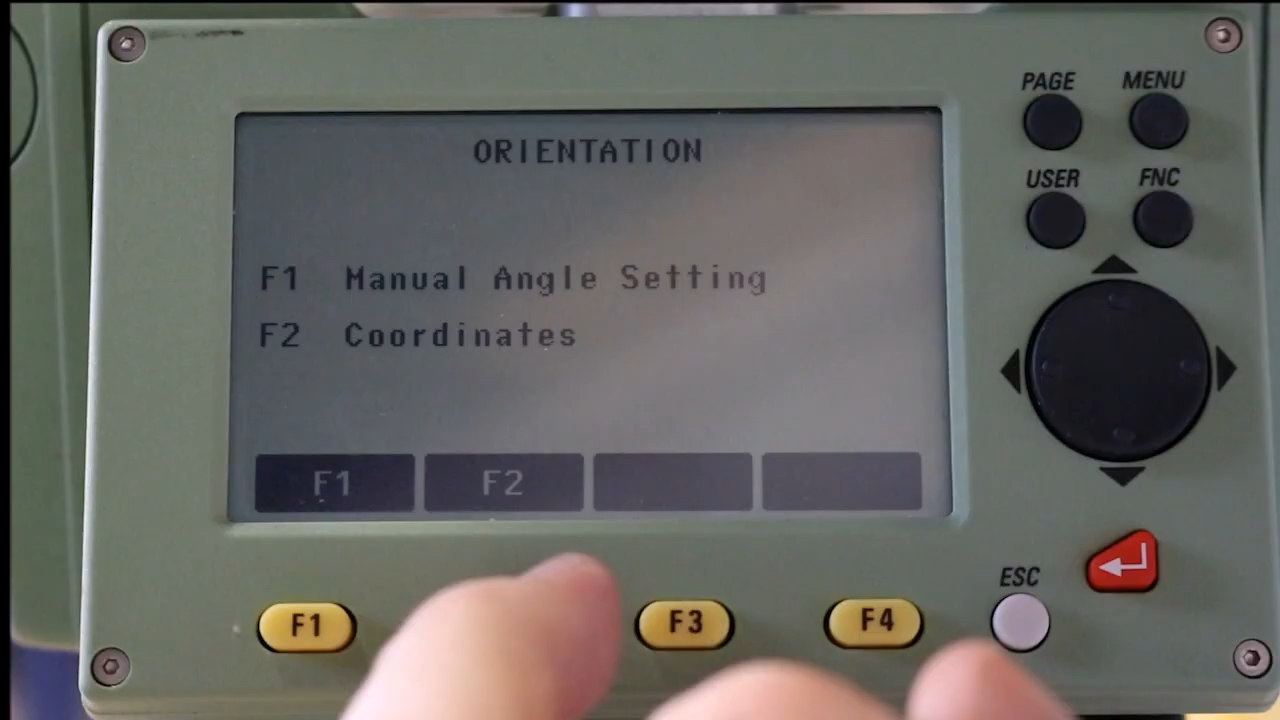 ORIENTATION
F1 Manual Angle Setting
F2 Coordinates
F1 F2
PAGE MENU
USER FNC
ESC
F1 F3 F4